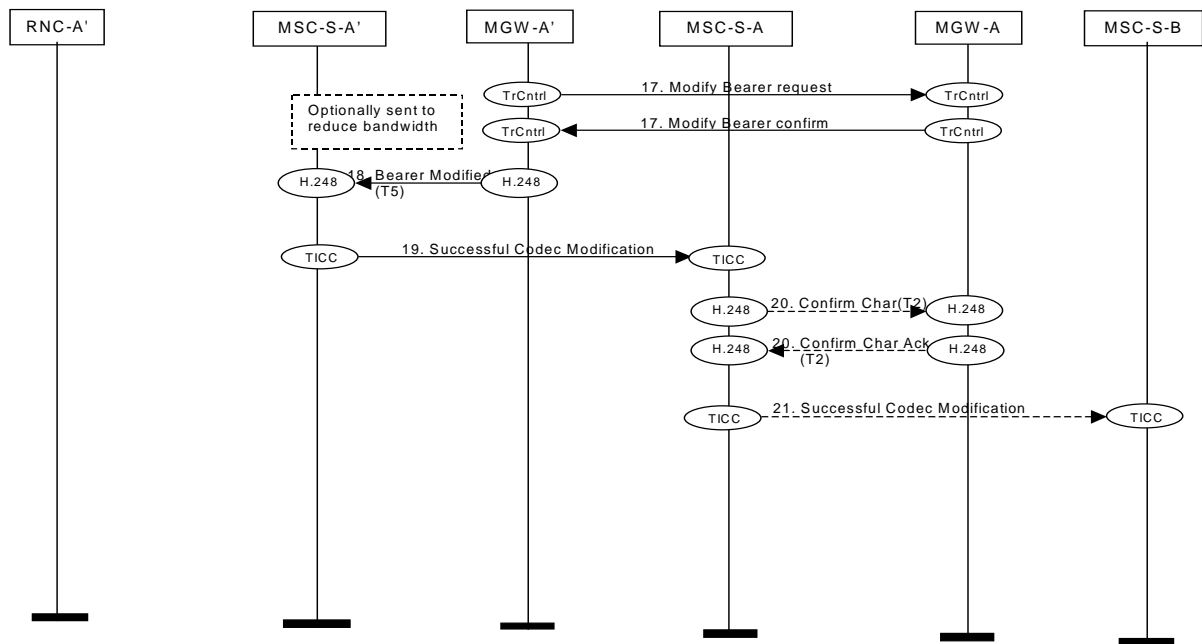 RNC-A'
MSC-S-A'
MGW-A'
MSC-S-A
MGW-A
MSC-S-B
TrCntrl
17. Modify Bearer request
TrCntrl
Optionally sent to
reduce bandwidth
TrCntrl
17. Modify Bearer confirm
TrCntrl
H.248
18. Bearer Modified
(T5)
H.248
TICC
19. Successful Codec Modification
TICC
H.248
20. Confirm Char(T2)
H.248
H.248
20. Confirm Char Ack
(T2)
H.248
TICC
21. Successful Codec Modification
TICC